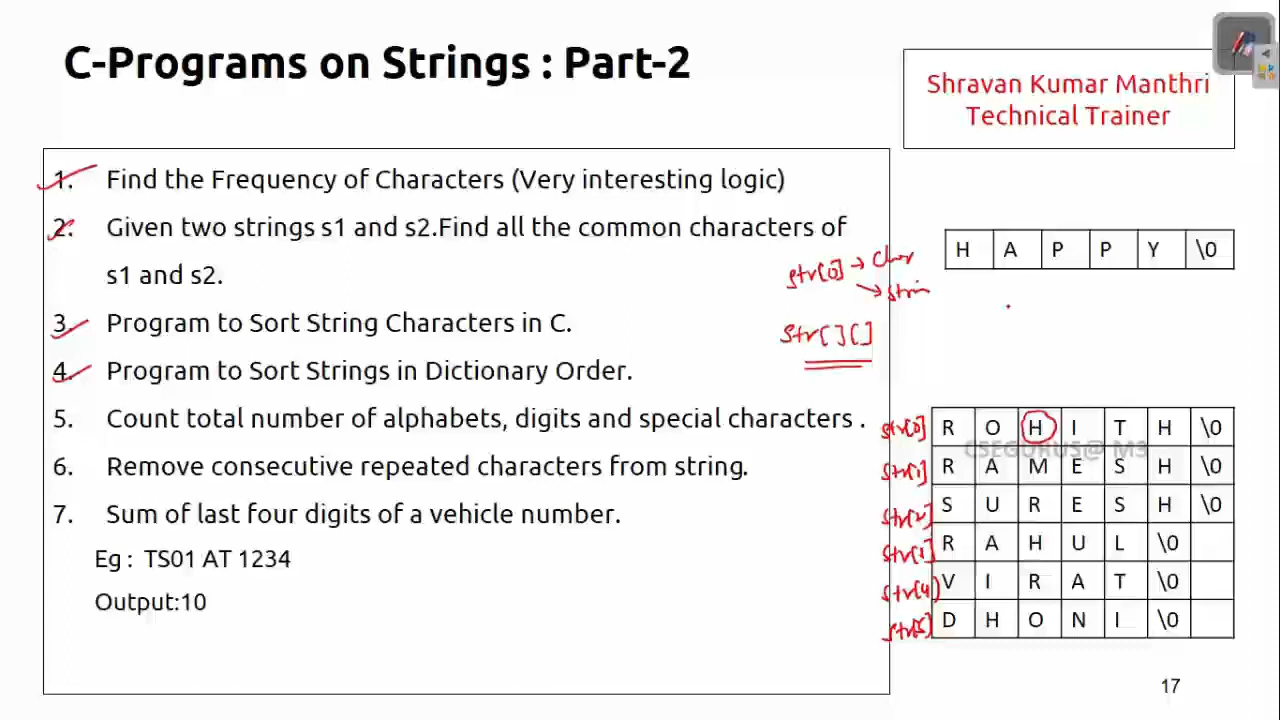 C-Programs on Strings : Part-2
Shravan Kumar Manthri
Technical Trainer
1. Find the Frequency of Characters (Very interesting logic)
2. Given two strings s1 and s2.Find all the common characters of
s1 and s2.
3. Program to Sort String Characters in C.
4. Program to Sort Strings in Dictionary Order.
5. Count total number of alphabets, digits and special characters .
6. Remove consecutive repeated characters from string.
7. Sum of last four digits of a vehicle number.
Eg : TS01 AT 1234
Output:10
H A P P Y \0
str[0] → Char
→ Strin
Str[][]
str[0] R O H I T H \0
CSEGURUS@ M3
str[1] R A M E S H \0
str[2] S U R E S H \0
str[1] R A H U L \0
str[4] V I R A T \0
str[5] D H O N I \0
17